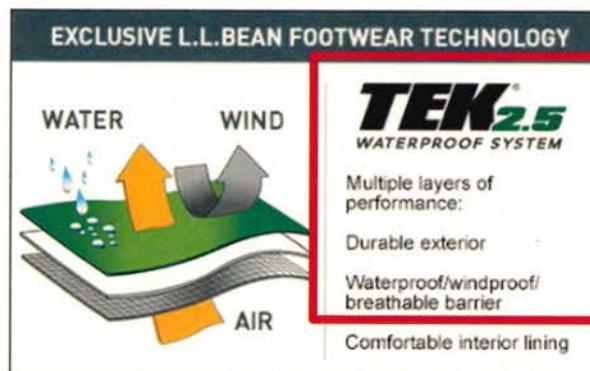 EXCLUSIVE L.L.BEAN FOOTWEAR TECHNOLOGY
WATER
WIND
AIR
TEK2.5®
WATERPROOF SYSTEM
Multiple layers of
performance:
Durable exterior
Waterproof/windproof/
breathable barrier
Comfortable interior lining